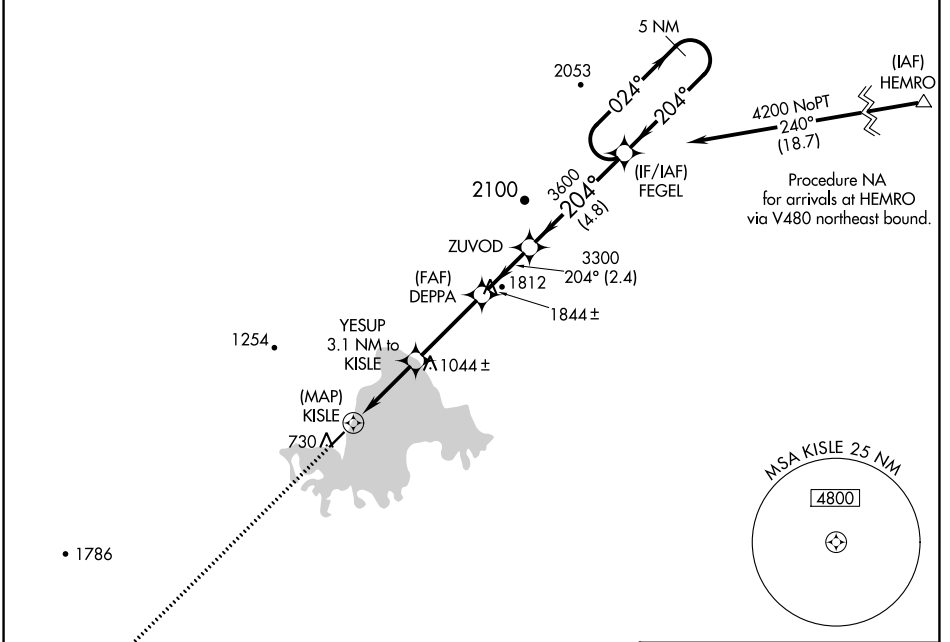 5 NM
2053
(IAF)
HEMRO
024°
204°
4200 NoPT
240°
(18.7)
(IF/IAF)
FEGEL
Procedure NA
for arrivals at HEMRO
via V480 northeast bound.
2100
3600
204°
(4.8)
ZUVOD
3300
204° (2.4)
(FAF)
DEPPA
1812
1844±
YESUP
3.1 NM to
KISLE
1254
1044±
(MAP)
KISLE
730
MSA KISLE 25 NM
4800
1786